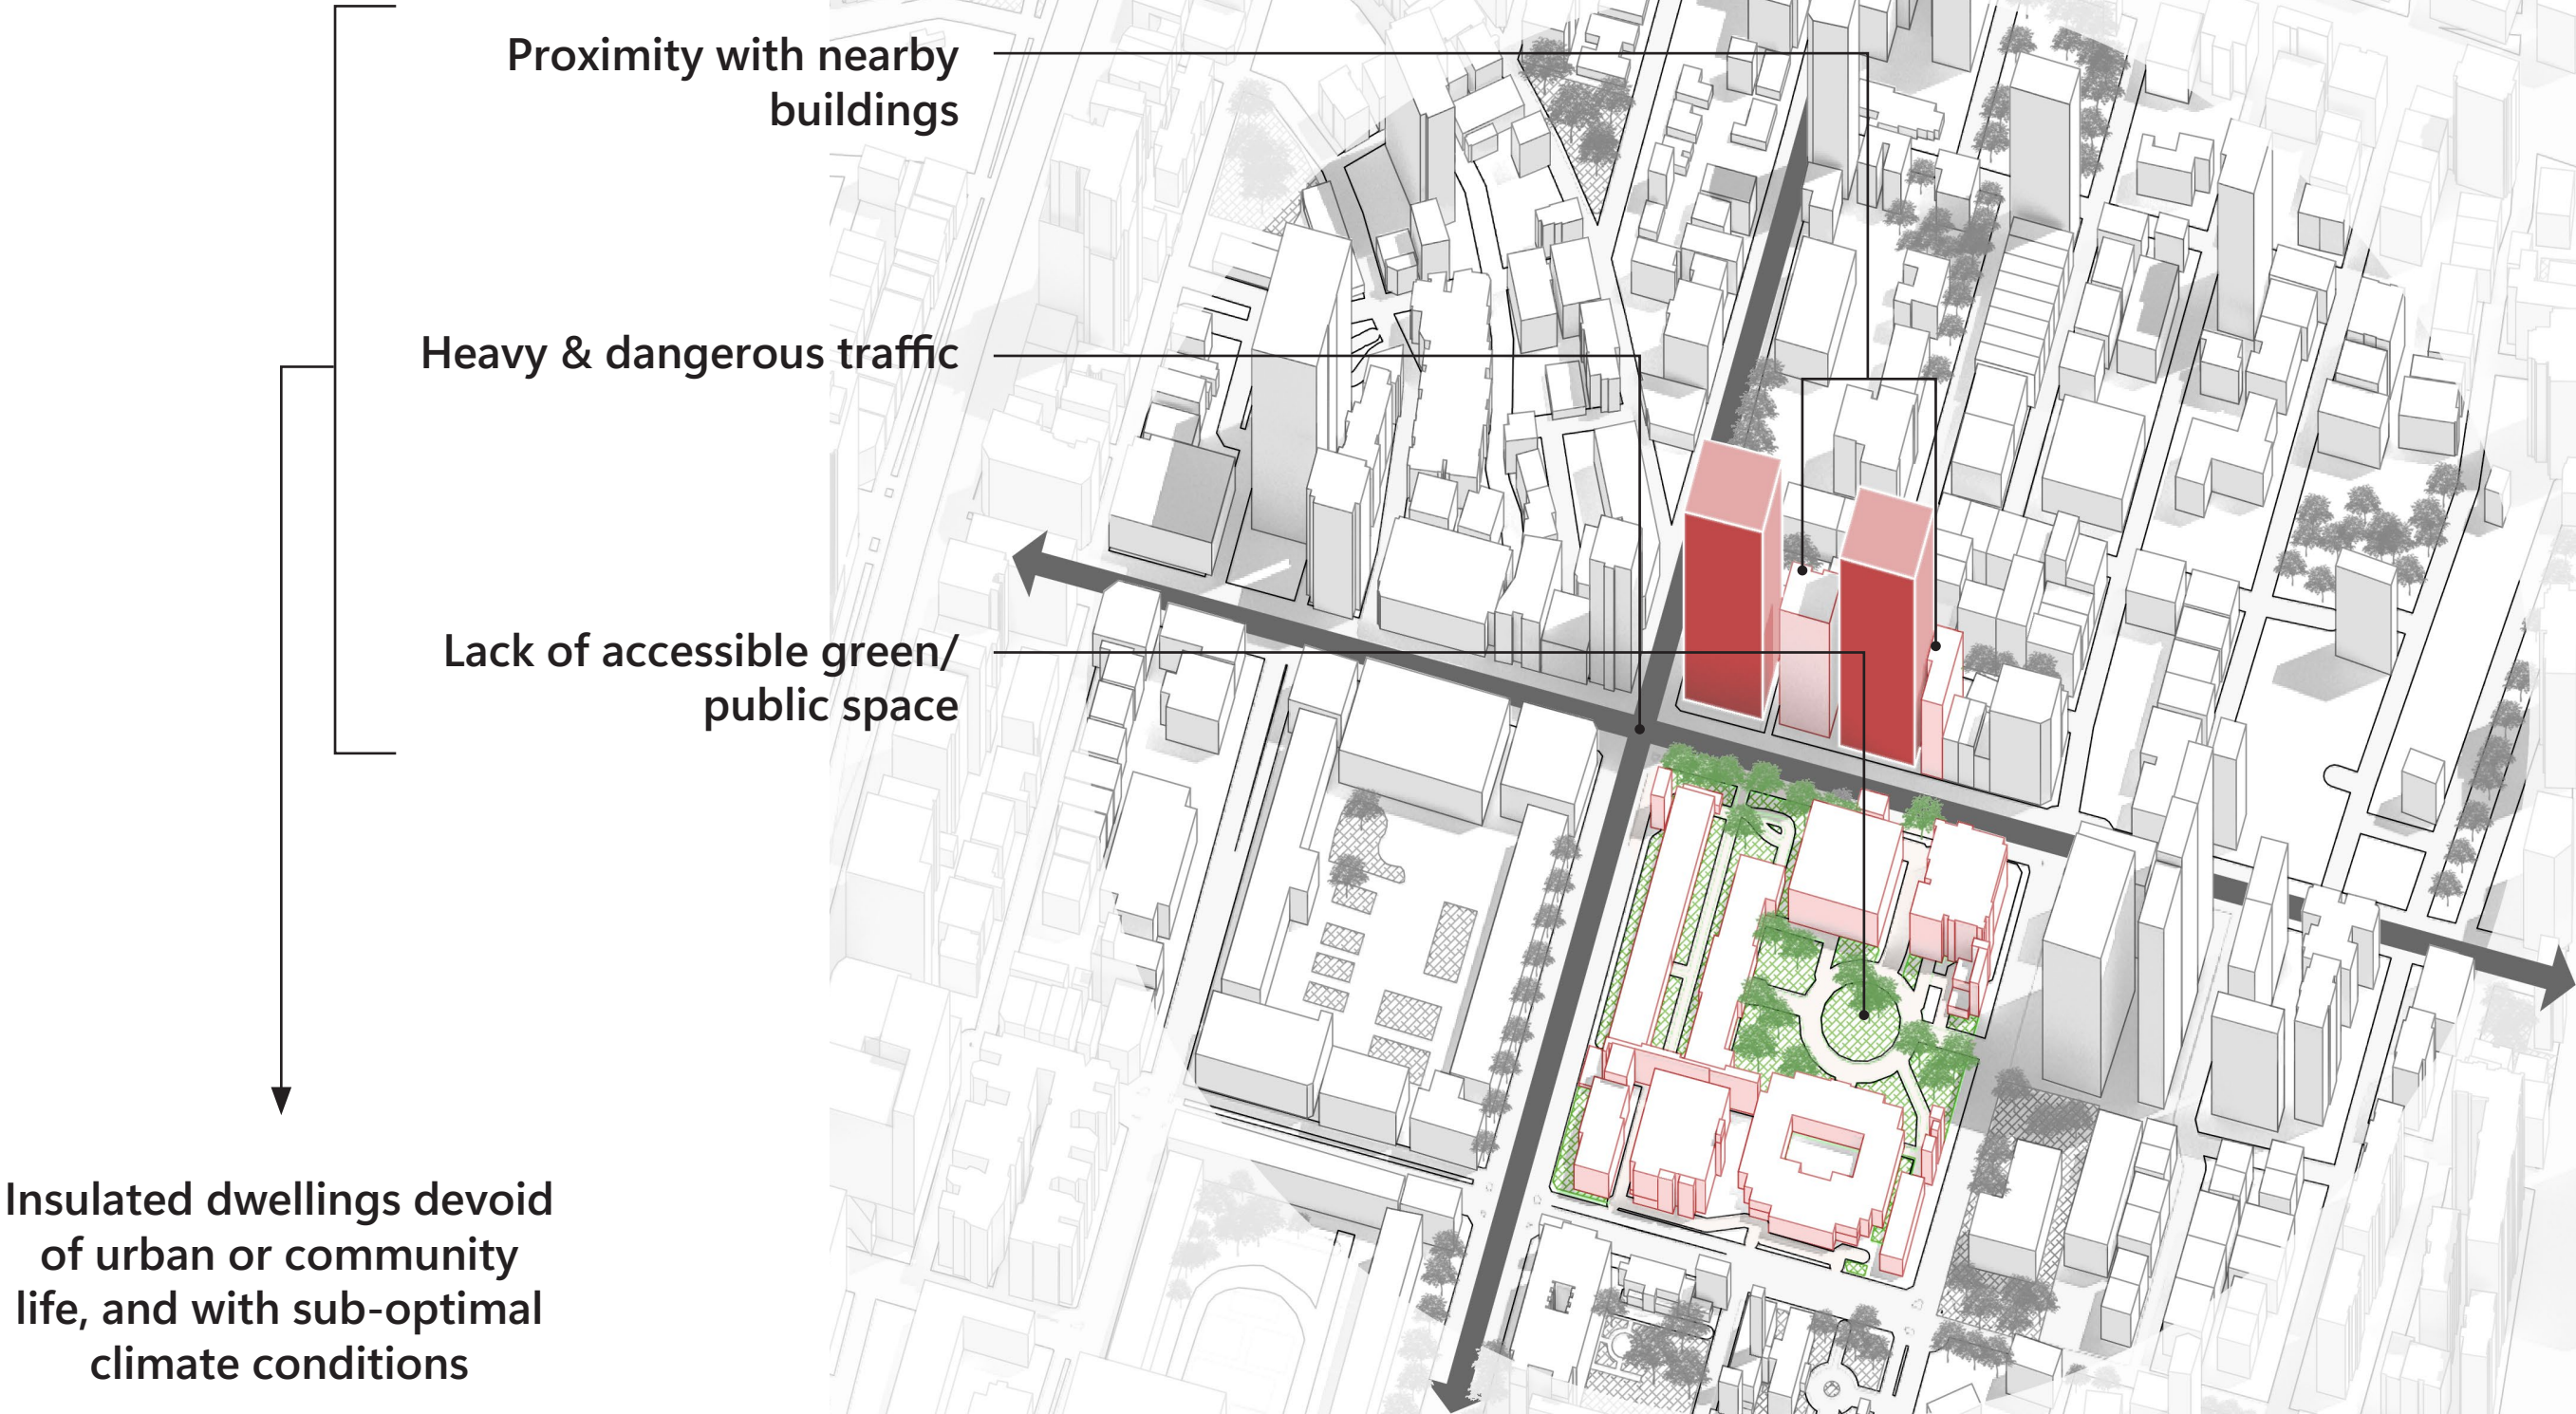 Proximity with nearby
buildings
Heavy & dangerous traffic
Lack of accessible green/
public space
Insulated dwellings devoid
of urban or community
life, and with sub-optimal
climate conditions